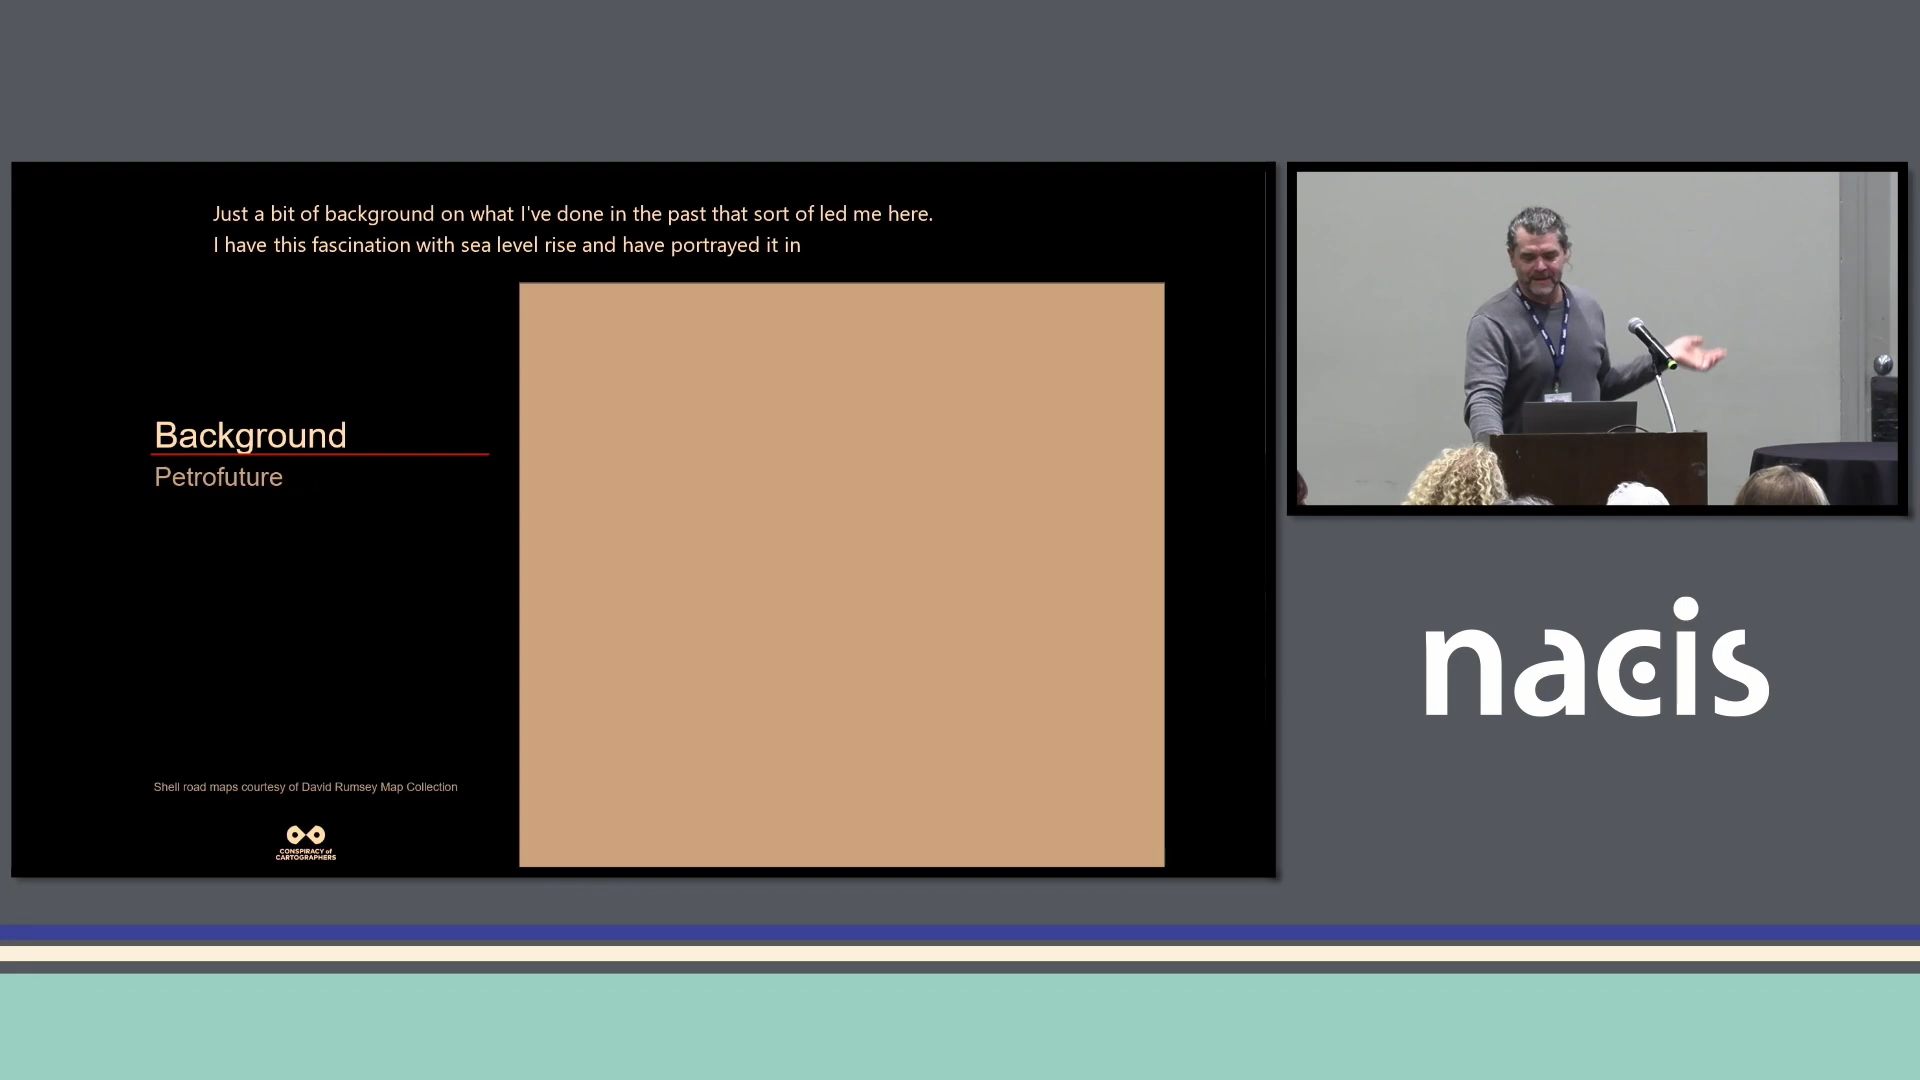 Just a bit of background on what I've done in the past that sort of led me here.
I have this fascination with sea level rise and have portrayed it in
Background
Petrofuture
Shell road maps courtesy of David Rumsey Map Collection
CONSPIRACY of
CARTOGRAPHERS
nacis